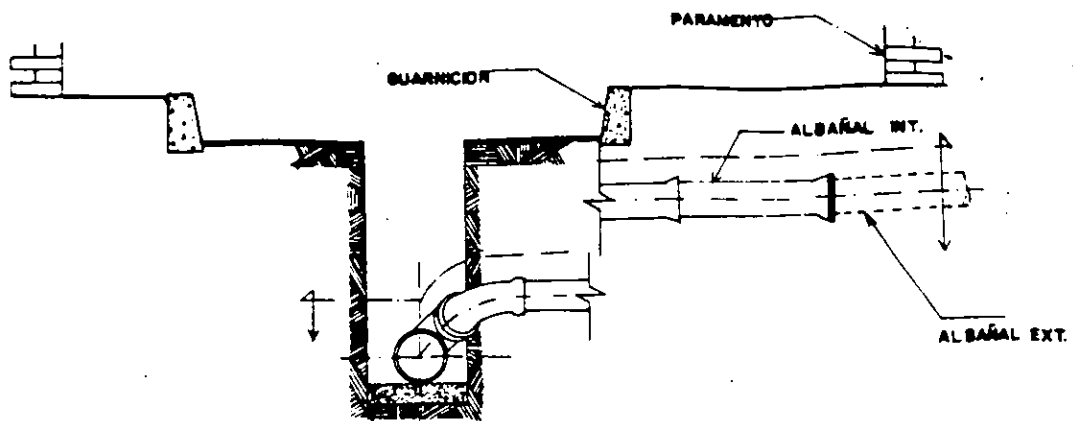 PARAMENTO
GUARNICION
ALBAÑAL INT.
ALBAÑAL EXT.